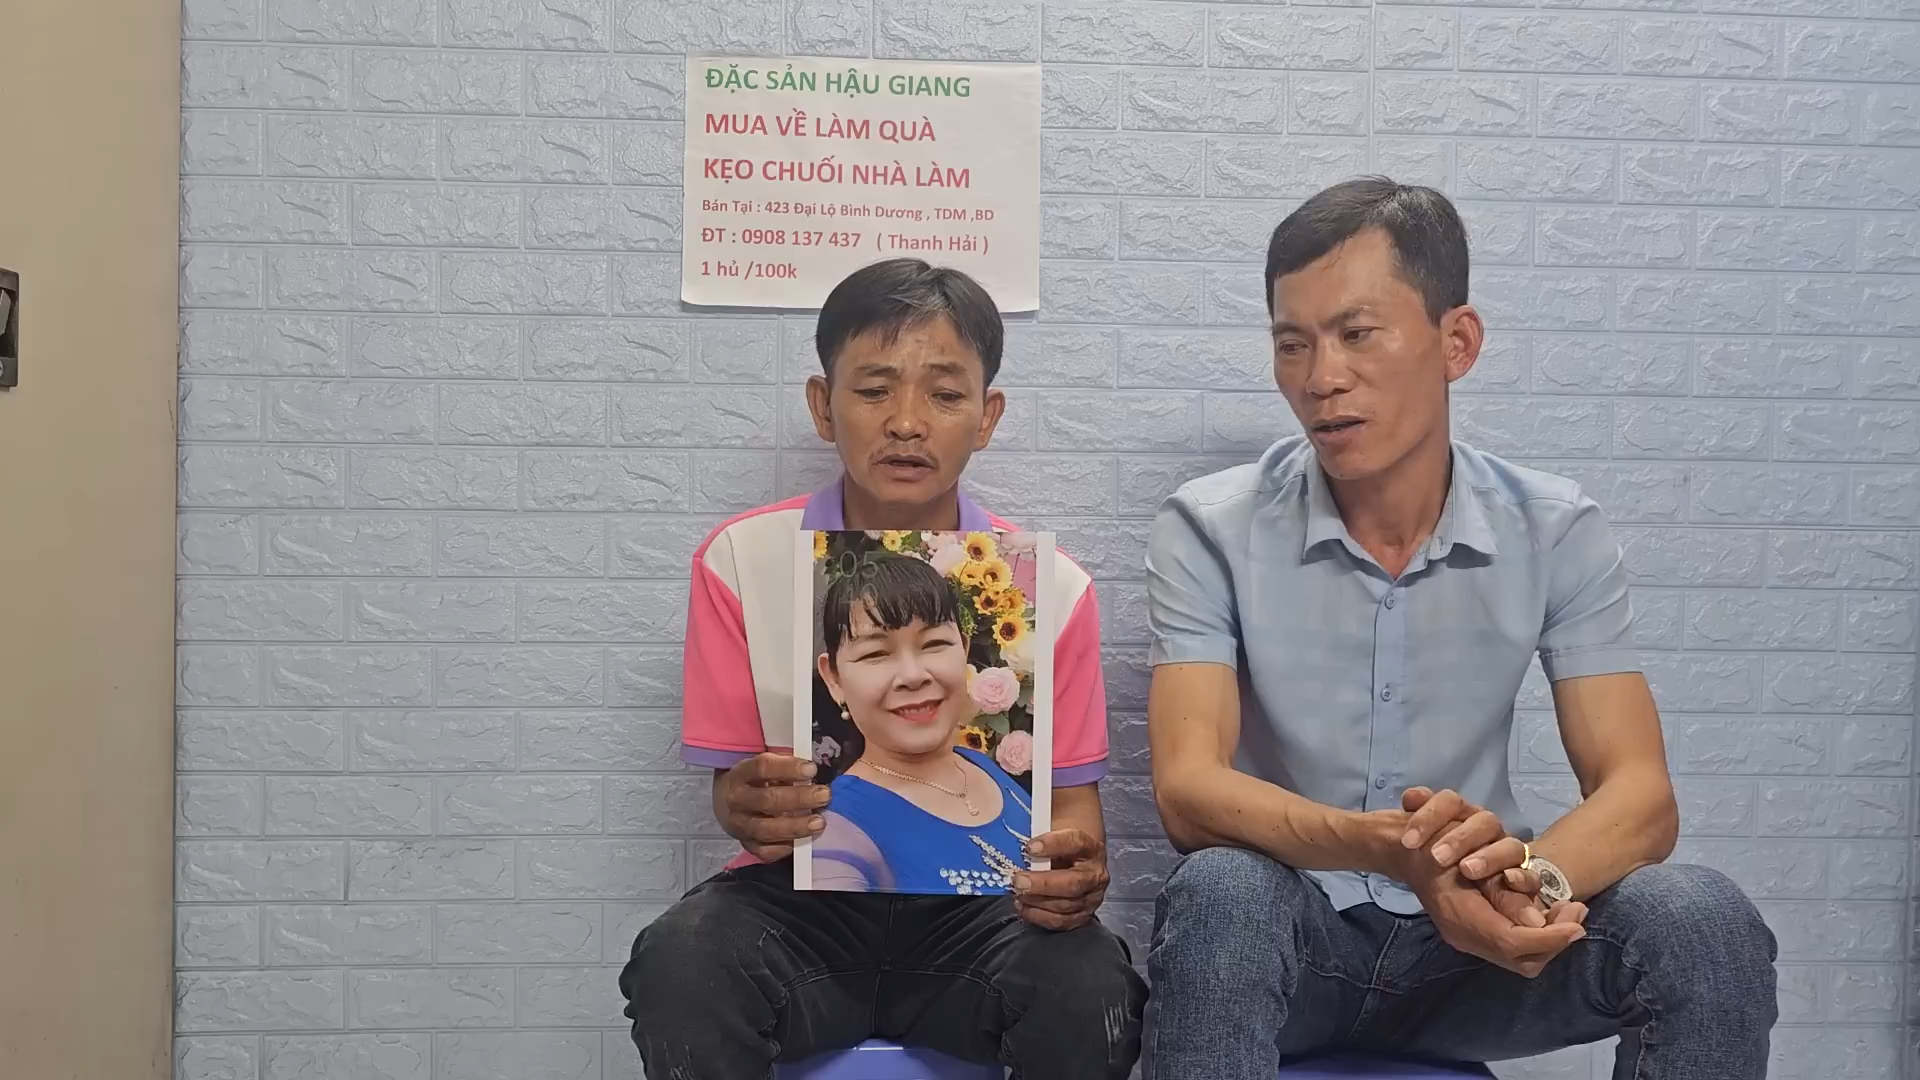 ĐẶC SẢN HẬU GIANG
MUA VỀ LÀM QUÀ
KẸO CHUỐI NHÀ LÀM
Bán Tại : 423 Đại Lộ Bình Dương , TDM ,BD
ĐT : 0908 137 437 ( Thanh Hải )
1 hủ /100k
05